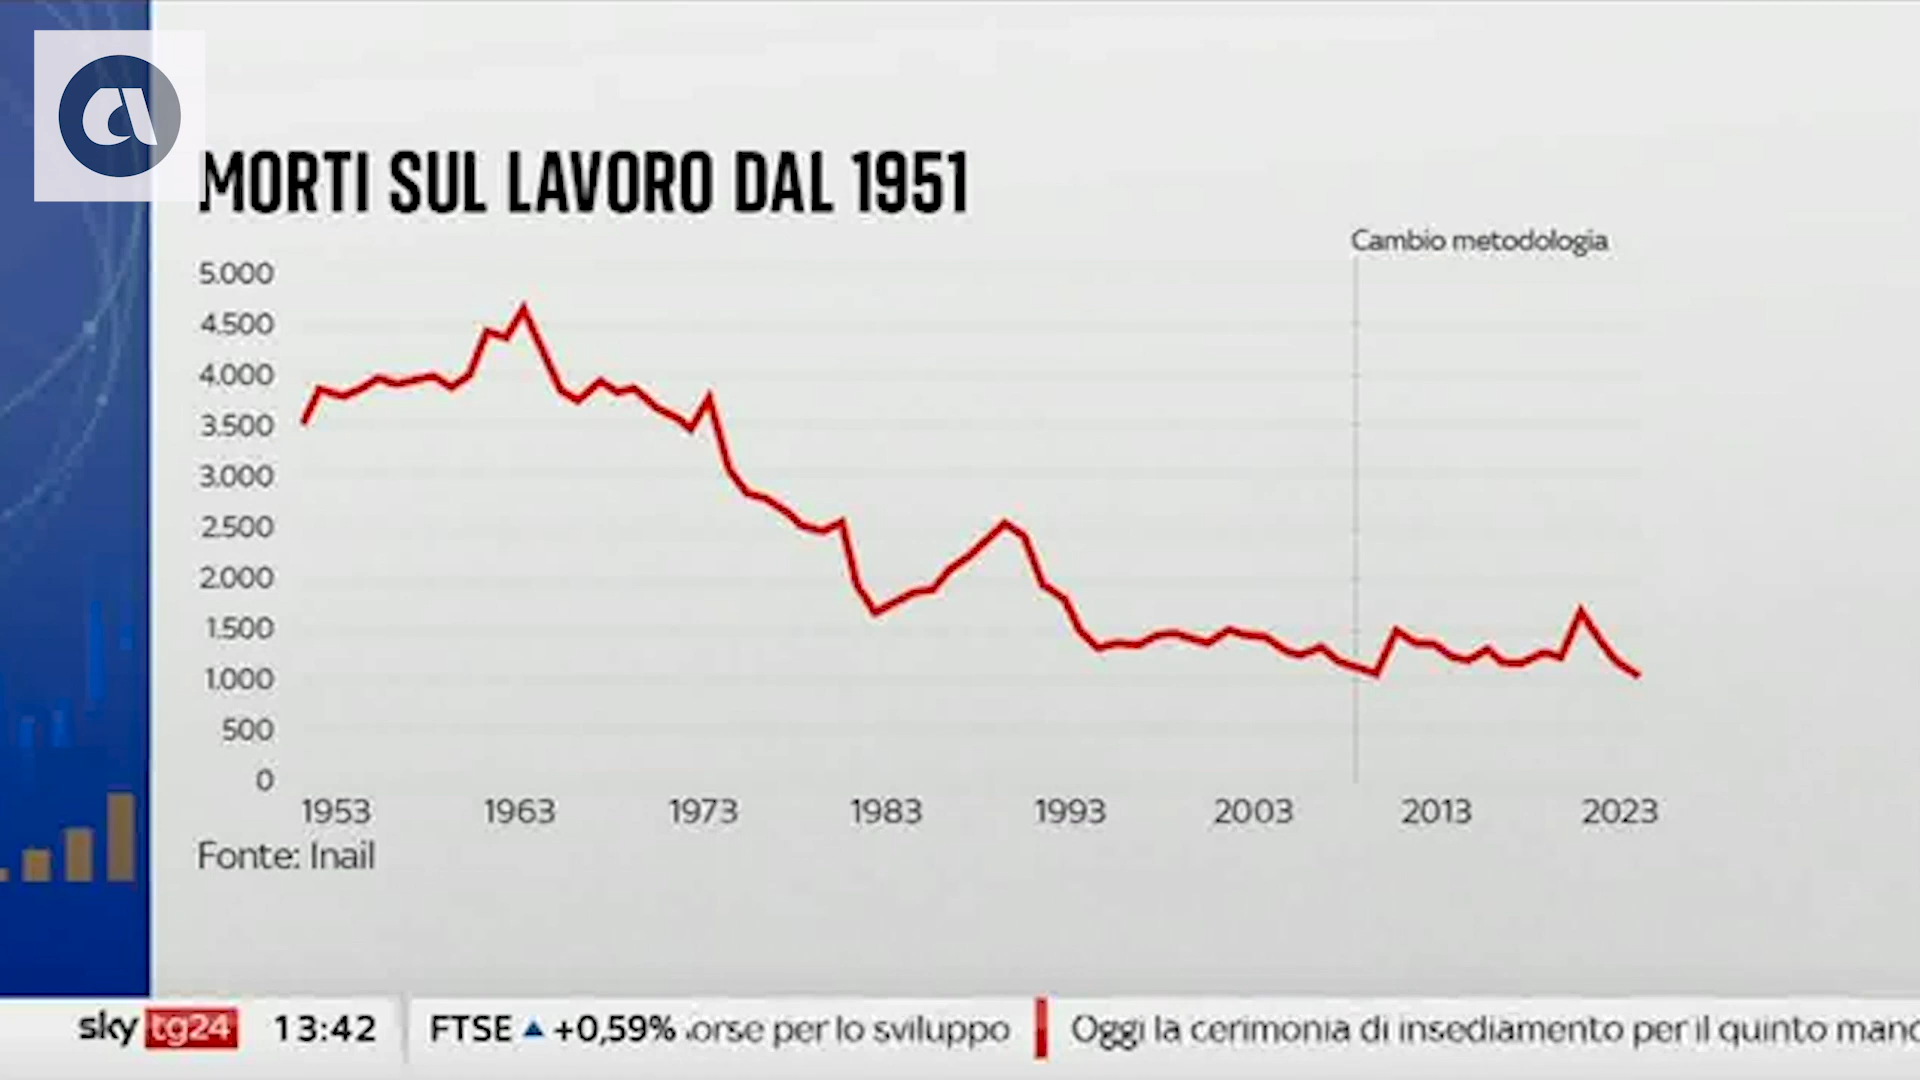 MORTI SUL LAVORO DAL 1951
Cambio metodologia
5.000
4.500
4.000
3.500
3.000
2.500
2.000
1.500
1.000
500
0
1953 1963 1973 1983 1993 2003 2013 2023
Fonte: Inail
sky tg24 13:42 FTSE ▲ +0,59% orse per lo sviluppo Oggi la cerimonia di insediamento per il quinto mand